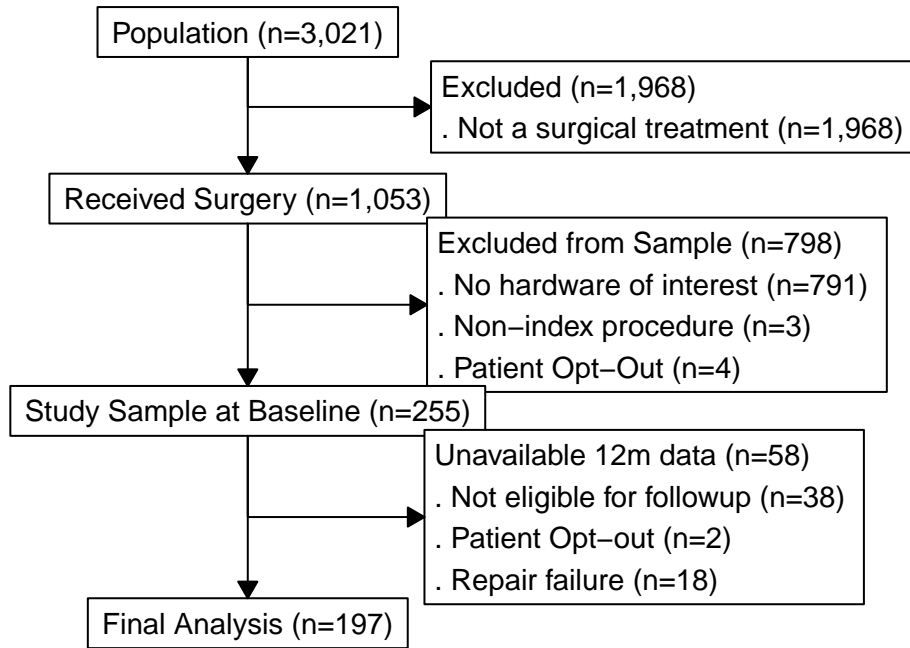 Population (n=3,021)
Excluded (n=1,968)
. Not a surgical treatment (n=1,968)
Received Surgery (n=1,053)
Excluded from Sample (n=798)
. No hardware of interest (n=791)
. Non−index procedure (n=3)
. Patient Opt−Out (n=4)
Study Sample at Baseline (n=255)
Unavailable 12m data (n=58)
. Not eligible for followup (n=38)
. Patient Opt−out (n=2)
. Repair failure (n=18)
Final Analysis (n=197)